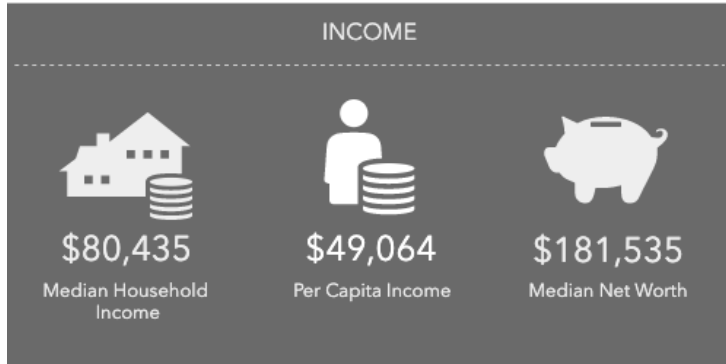 INCOME
$80,435
Median Household
Income
$49,064
Per Capita Income
$181,535
Median Net Worth